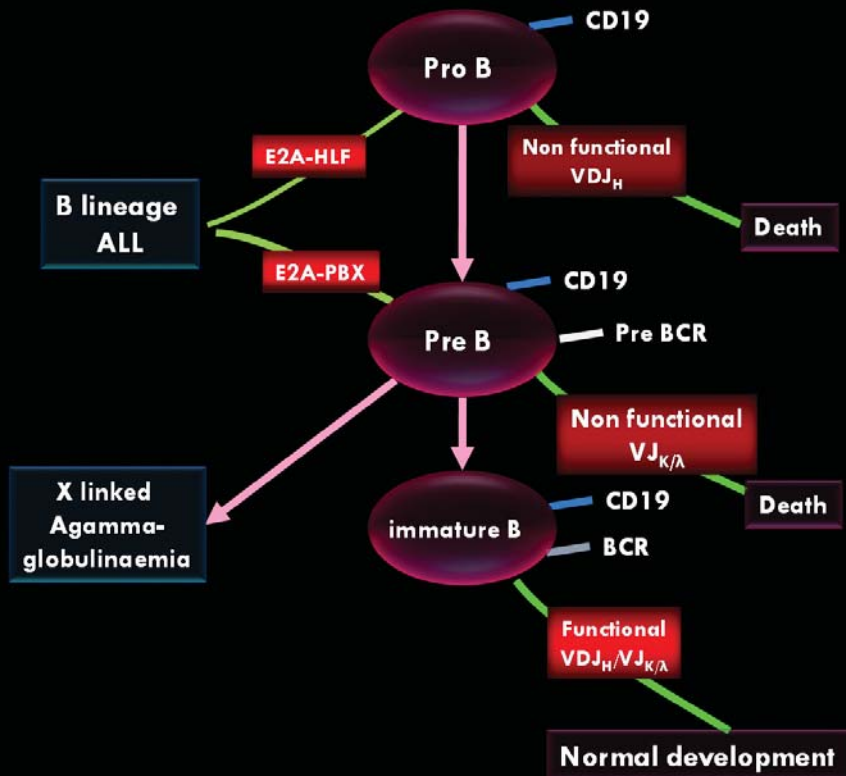 CD19
Pro B
E2A-HLF
Non functional
VDJH
B lineage
ALL
Death
E2A-PBX
CD19
Pre B
Pre BCR
Non functional
VJK/λ
X linked
Agamma-
globulinaemia
CD19
Death
immature B
BCR
Functional
VDJH/VJK/λ
Normal development